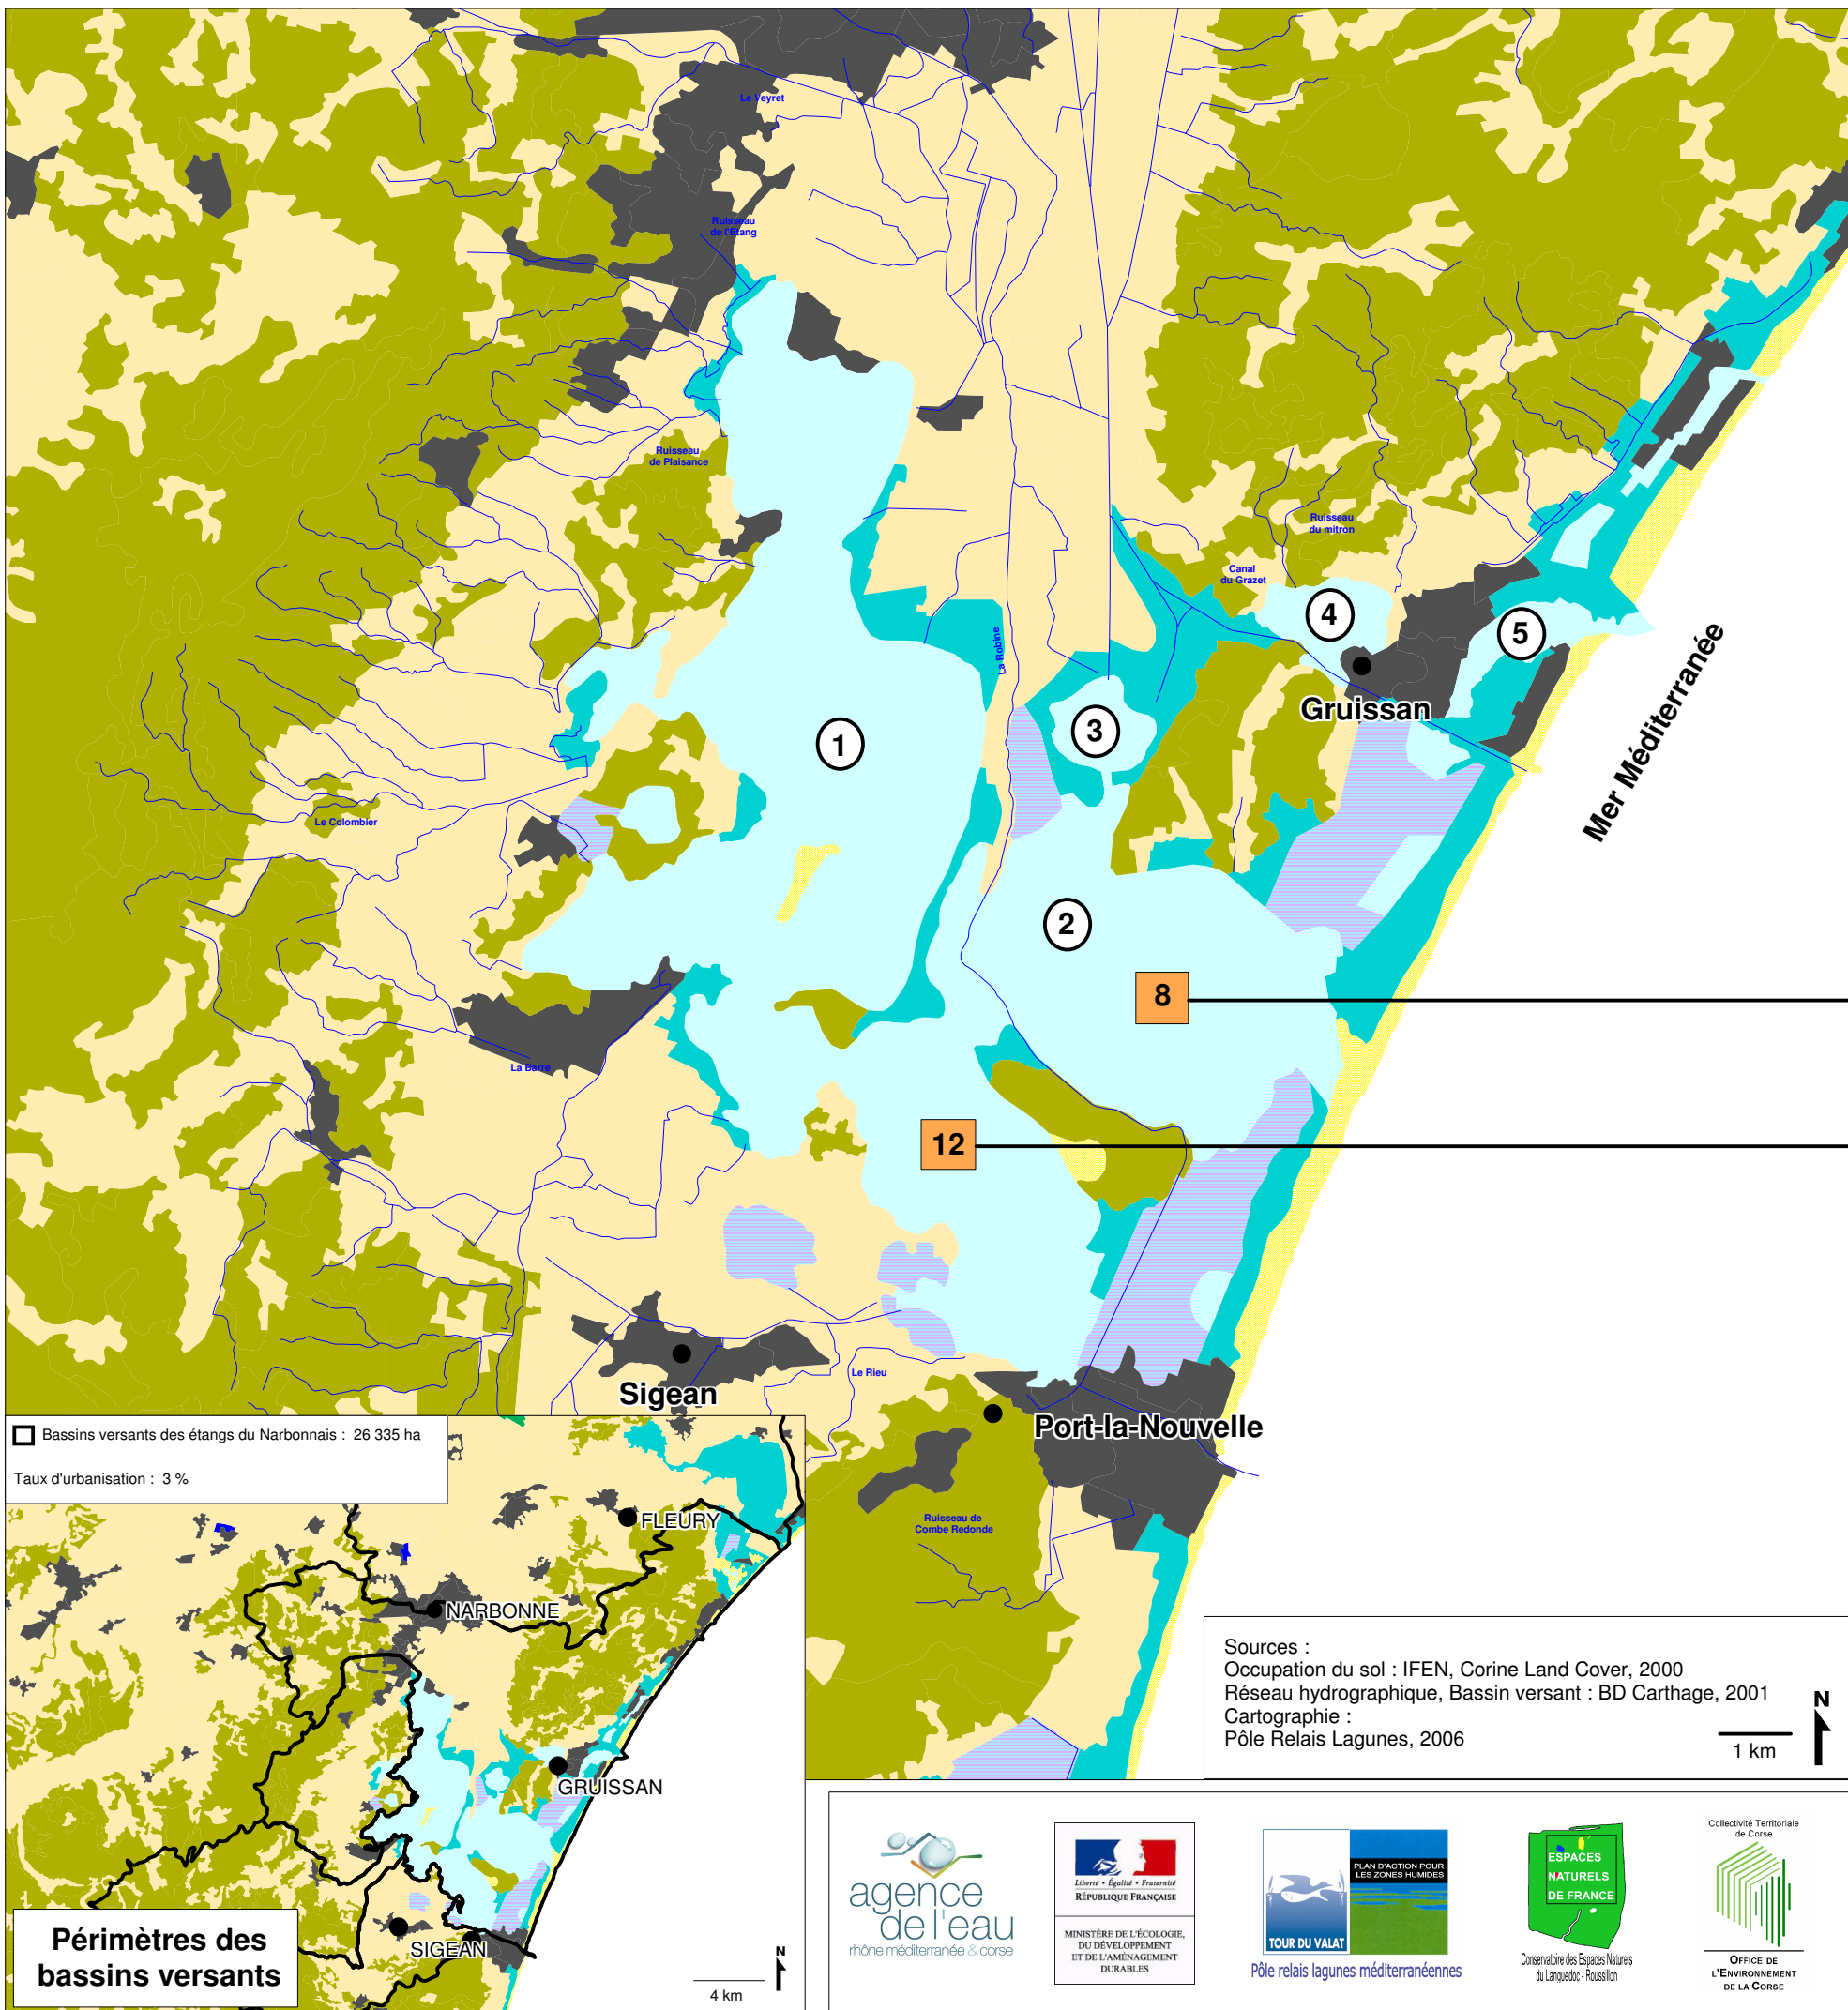 Le Veyret
Ruisseau
de l'Etang
Ruisseau
de Plaisance
Ruisseau
du mitron
Canal
du Grazet
4
5
La Robine
Gruissan
3
1
Mer Méditerranée
Le Colombier
2
8
La Barre
12
Sigean
Le Rieu
Port-la-Nouvelle
Ruisseau de
Combe Redonde
Bassins versants des étangs du Narbonnais : 26 335 ha
Taux d'urbanisation : 3 %
FLEURY
NARBONNE
GRUISSAN
SIGEAN
Périmètres des
bassins versants
N
4 km
Sources :
Occupation du sol : IFEN, Corine Land Cover, 2000
Réseau hydrographique, Bassin versant : BD Carthage, 2001
Cartographie :
Pôle Relais Lagunes, 2006
1 km
N
agence
de l'eau
rhône méditerranée & corse
Liberté • Égalité • Fraternité
RÉPUBLIQUE FRANÇAISE
MINISTÈRE DE L'ÉCOLOGIE,
DU DÉVELOPPEMENT
ET DE L'AMÉNAGEMENT
DURABLES
PLAN D'ACTION POUR
LES ZONES HUMIDES
TOUR DU VALAT
Pôle relais lagunes méditerranéennes
ESPACES
NATURELS
DE FRANCE
Conservatoire des Espaces Naturels
du Languedoc - Roussillon
Collectivité Territoriale
de Corse
OFFICE DE
L'ENVIRONNEMENT
DE LA CORSE